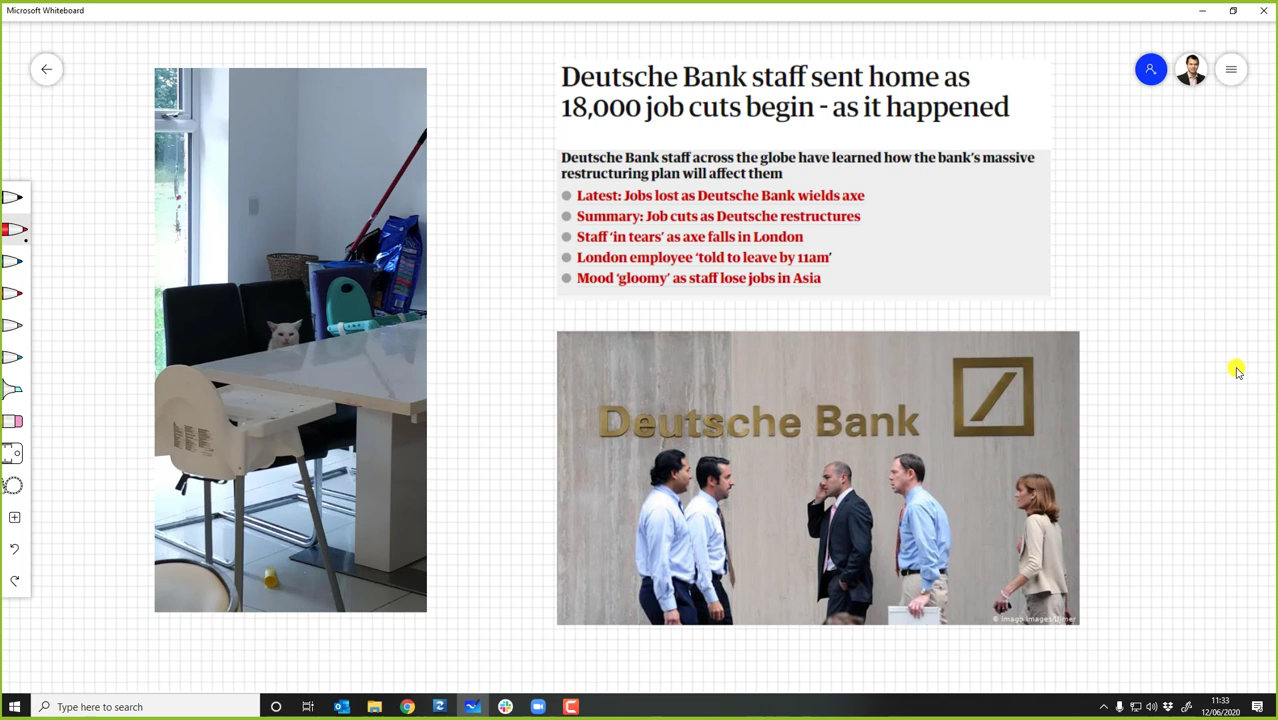 Microsoft Whiteboard
Deutsche Bank staff sent home as
18,000 job cuts begin - as it happened
Deutsche Bank staff across the globe have learned how the bank's massive
restructuring plan will affect them
Latest: Jobs lost as Deutsche Bank wields axe
Summary: Job cuts as Deutsche restructures
Staff 'in tears' as axe falls in London
London employee 'told to leave by 11am'
Mood 'gloomy' as staff lose jobs in Asia
Deutsche Bank
© Imago Images/Ulmer
Type here to search
11:33
12/06/2020